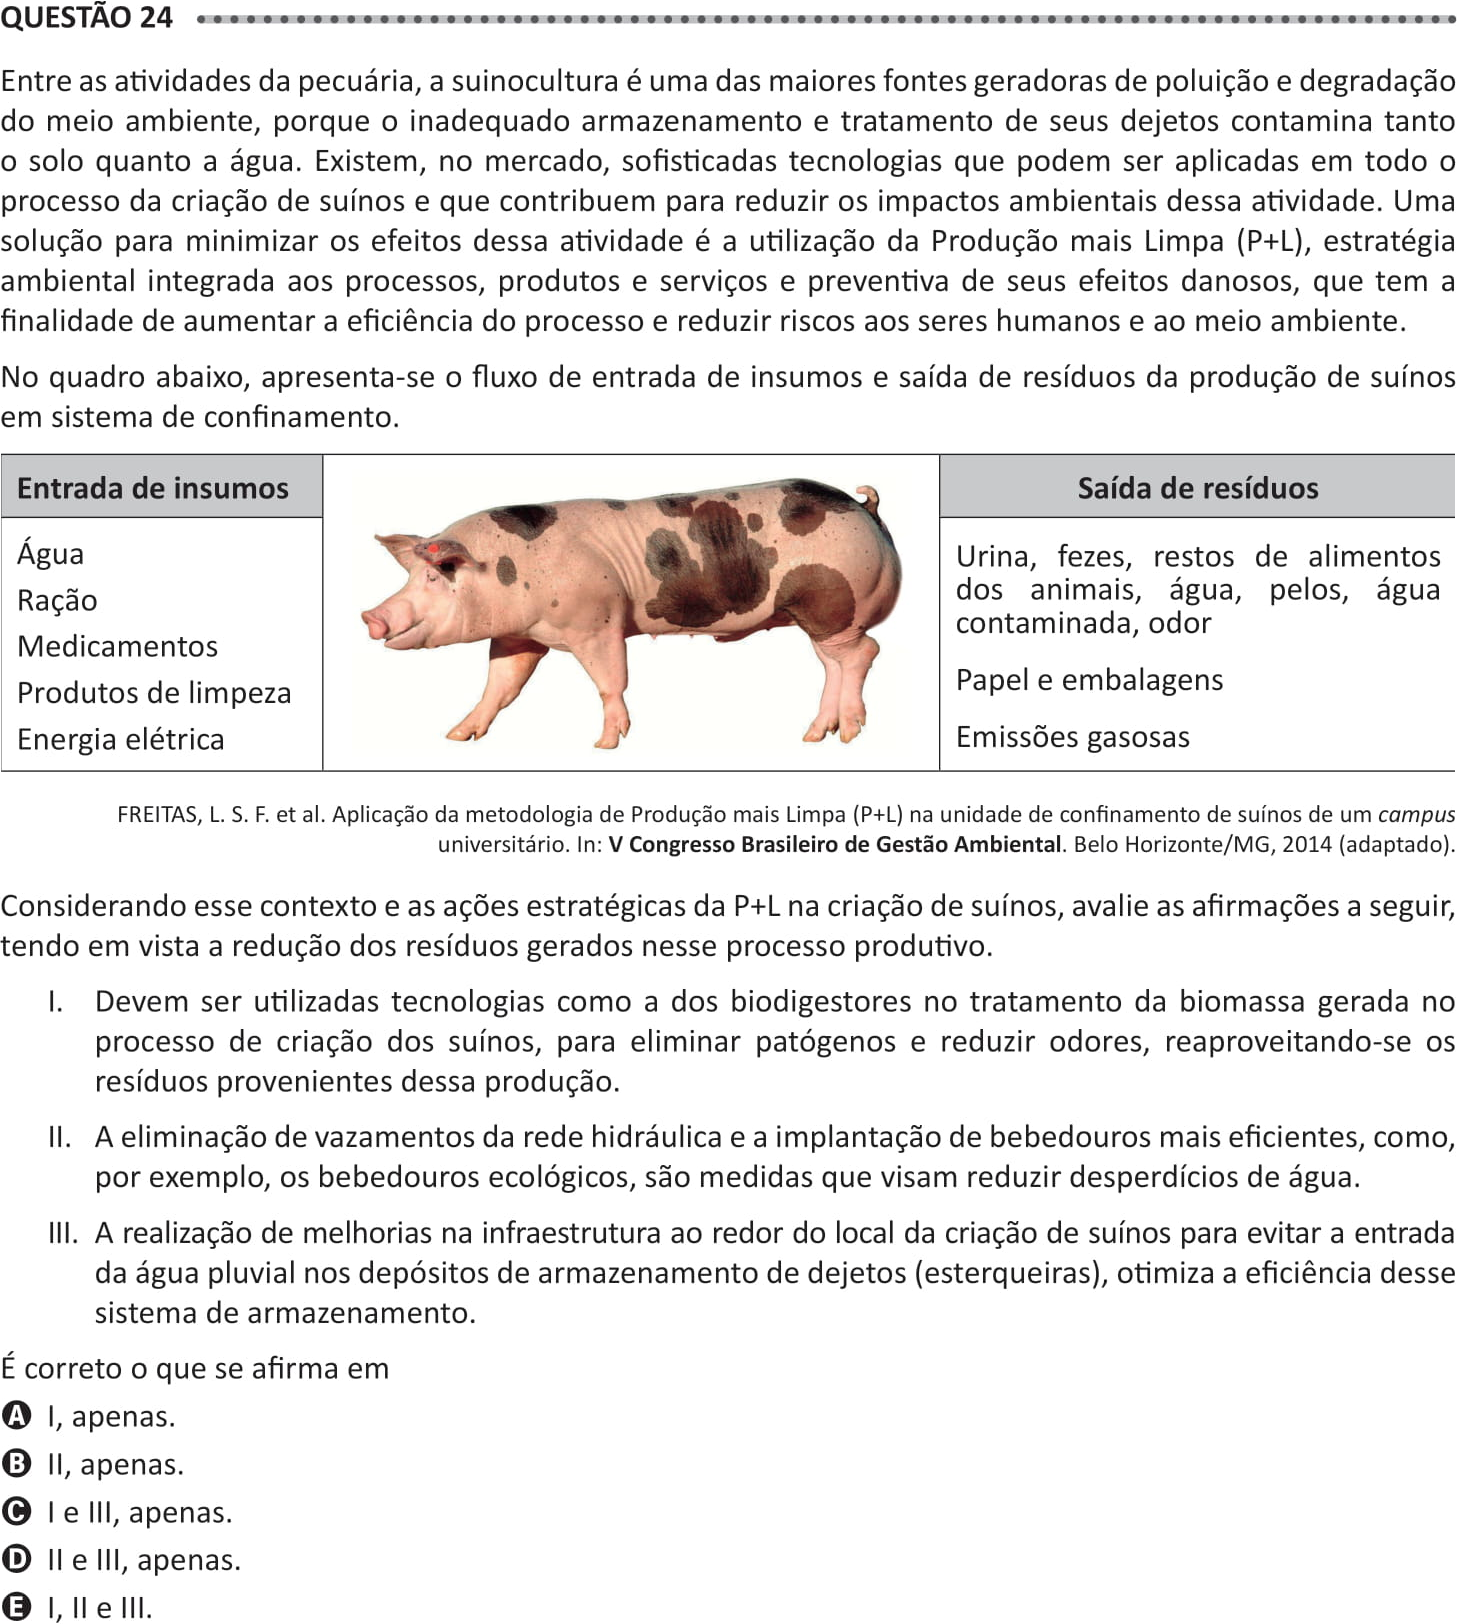 QUESTÃO 24
Entre as atividades da pecuária, a suinocultura é uma das maiores fontes geradoras de poluição e degradação
do meio ambiente, porque o inadequado armazenamento e tratamento de seus dejetos contamina tanto
o solo quanto a água. Existem, no mercado, sofisticadas tecnologias que podem ser aplicadas em todo o
processo da criação de suínos e que contribuem para reduzir os impactos ambientais dessa atividade. Uma
solução para minimizar os efeitos dessa atividade é a utilização da Produção mais Limpa (P+L), estratégia
ambiental integrada aos processos, produtos e serviços e preventiva de seus efeitos danosos, que tem a
finalidade de aumentar a eficiência do processo e reduzir riscos aos seres humanos e ao meio ambiente.
No quadro abaixo, apresenta-se o fluxo de entrada de insumos e saída de resíduos da produção de suínos
em sistema de confinamento.
Entrada de insumos
Água
Ração
Medicamentos
Produtos de limpeza
Energia elétrica
Saída de resíduos
Urina, fezes, restos de alimentos
dos animais, água, pelos, água
contaminada, odor
Papel e embalagens
Emissões gasosas
FREITAS, L. S. F. et al. Aplicação da metodologia de Produção mais Limpa (P+L) na unidade de confinamento de suínos de um campus
universitário. In: V Congresso Brasileiro de Gestão Ambiental. Belo Horizonte/MG, 2014 (adaptado).
Considerando esse contexto e as ações estratégicas da P+L na criação de suínos, avalie as afirmações a seguir,
tendo em vista a redução dos resíduos gerados nesse processo produtivo.
I. Devem ser utilizadas tecnologias como a dos biodigestores no tratamento da biomassa gerada no
processo de criação dos suínos, para eliminar patógenos e reduzir odores, reaproveitando-se os
resíduos provenientes dessa produção.
II. A eliminação de vazamentos da rede hidráulica e a implantação de bebedouros mais eficientes, como,
por exemplo, os bebedouros ecológicos, são medidas que visam reduzir desperdícios de água.
III. A realização de melhorias na infraestrutura ao redor do local da criação de suínos para evitar a entrada
da água pluvial nos depósitos de armazenamento de dejetos (esterqueiras), otimiza a eficiência desse
sistema de armazenamento.
É correto o que se afirma em
A I, apenas.
B II, apenas.
C I e III, apenas.
D II e III, apenas.
E I, II e III.